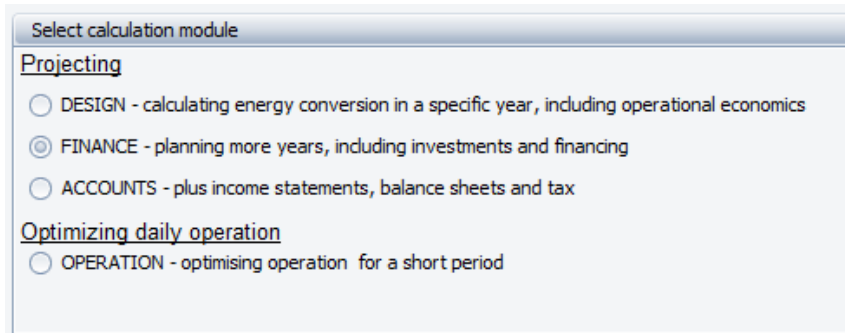 Select calculation module
Projecting
DESIGN - calculating energy conversion in a specific year, including operational economics
FINANCE - planning more years, including investments and financing
ACCOUNTS - plus income statements, balance sheets and tax
Optimizing daily operation
OPERATION - optimising operation for a short period